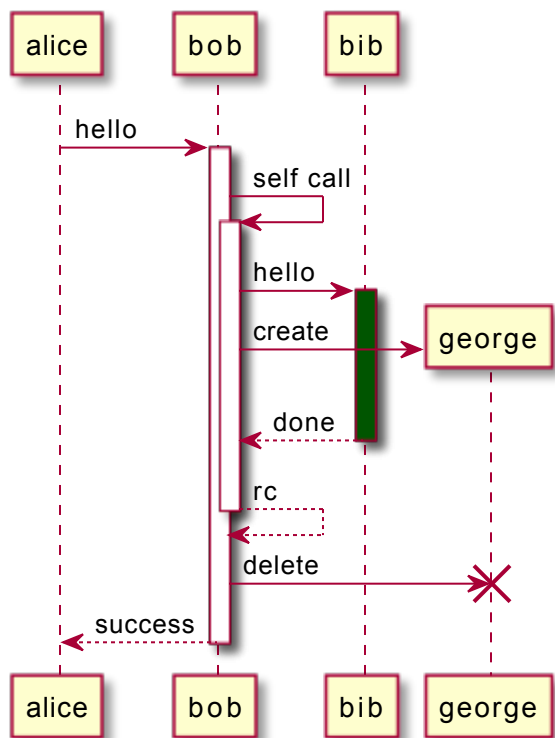 alice
bob
bib
hello
self call
hello
create
george
done
rc
delete
success
alice
bob
bib
george